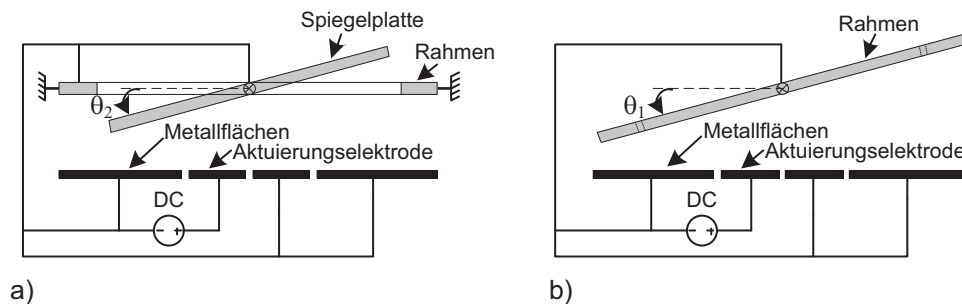 Spiegelplatte
Rahmen
θ2
Metallflächen
Aktuierungselektrode
DC
- +
a)
Rahmen
θ1
Metallflächen
Aktuierungselektrode
DC
- +
b)